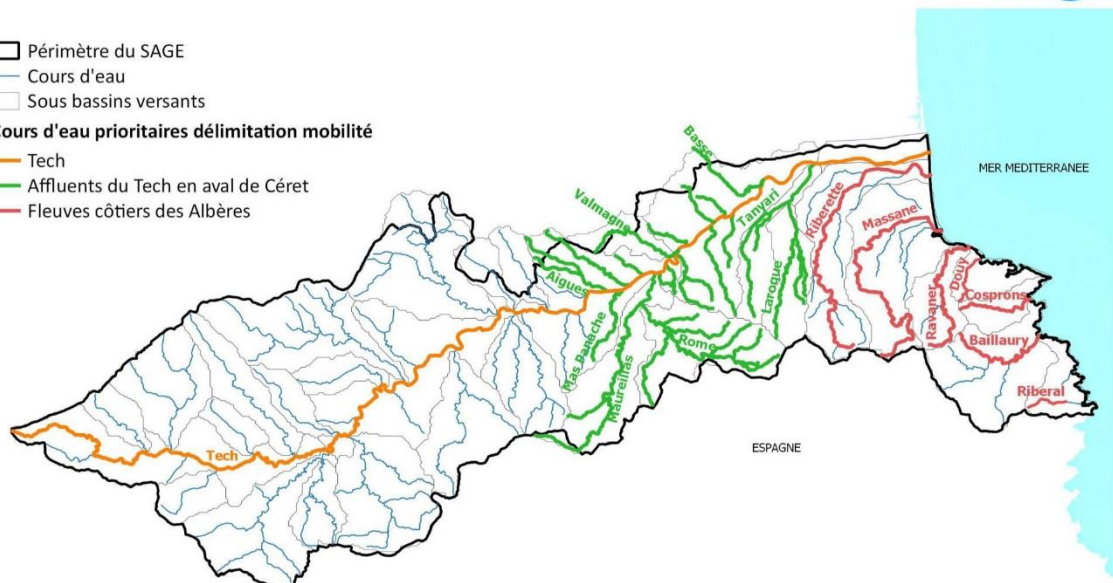 Périmètre du SAGE
Cours d'eau
Sous bassins versants
Cours d'eau prioritaires délimitation mobilité
Tech
Affluents du Tech en aval de Céret
Fleuves côtiers des Albères
MER MEDITERRANEE
ESPAGNE
Basse
Valmagne
Tanyari
Riberette
Massane
Aigues
Laroque
Douy
Cosprons
Ravaner
Mas Panache
Rome
Baillaury
Maureillas
Riberal
Tech